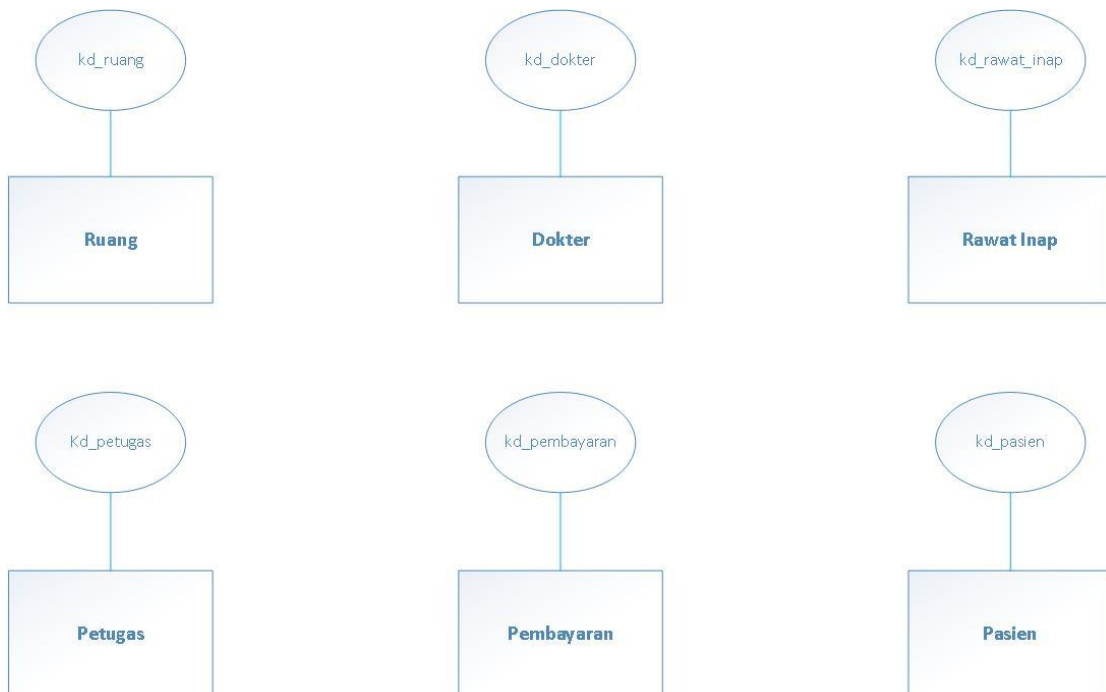 kd_ruang
kd_dokter
kd_rawat_inap
Ruang
Dokter
Rawat Inap
Kd_petugas
kd_pembayaran
kd_pasien
Petugas
Pembayaran
Pasien